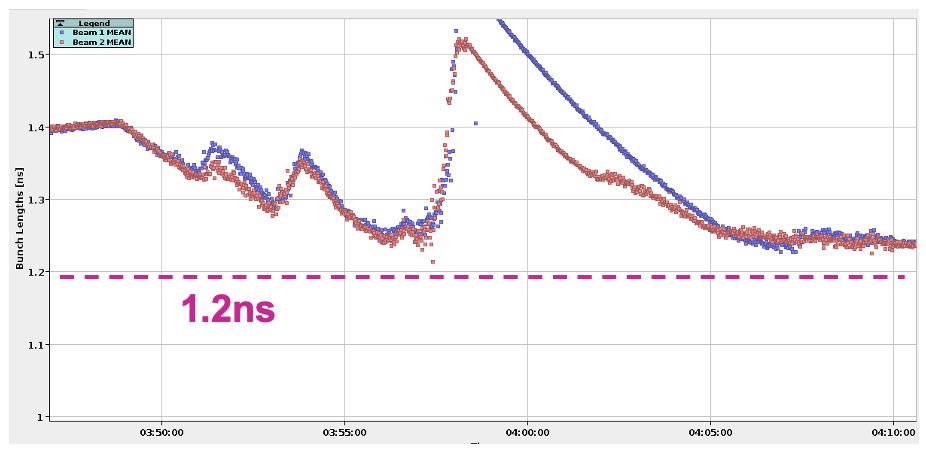 Legend
Beam 1 MEAN
Beam 2 MEAN
Bunch Lengths [ns]
1.5
1.4
1.3
1.2
1.1
1
1.2ns
03:50:00
03:55:00
04:00:00
04:05:00
04:10:00